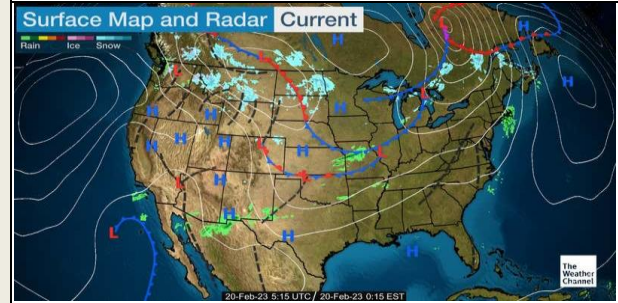 Surface Map and Radar Current
Rain Ice Snow
H
H
L
L
H
L
H
H
H
H
H
L
H
H
H
L
L
H
L
L
H
L
H
H
H
The
Weather
Channel
20-Feb-23 5:15 UTC / 20-Feb-23 0:15 EST